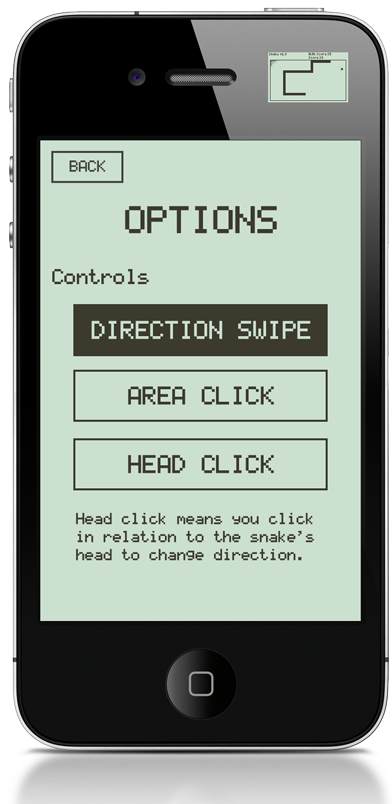 BACK
OPTIONS
Controls
DIRECTION SWIPE
AREA CLICK
HEAD CLICK
Head click means you click
in relation to the snake's
head to change direction.